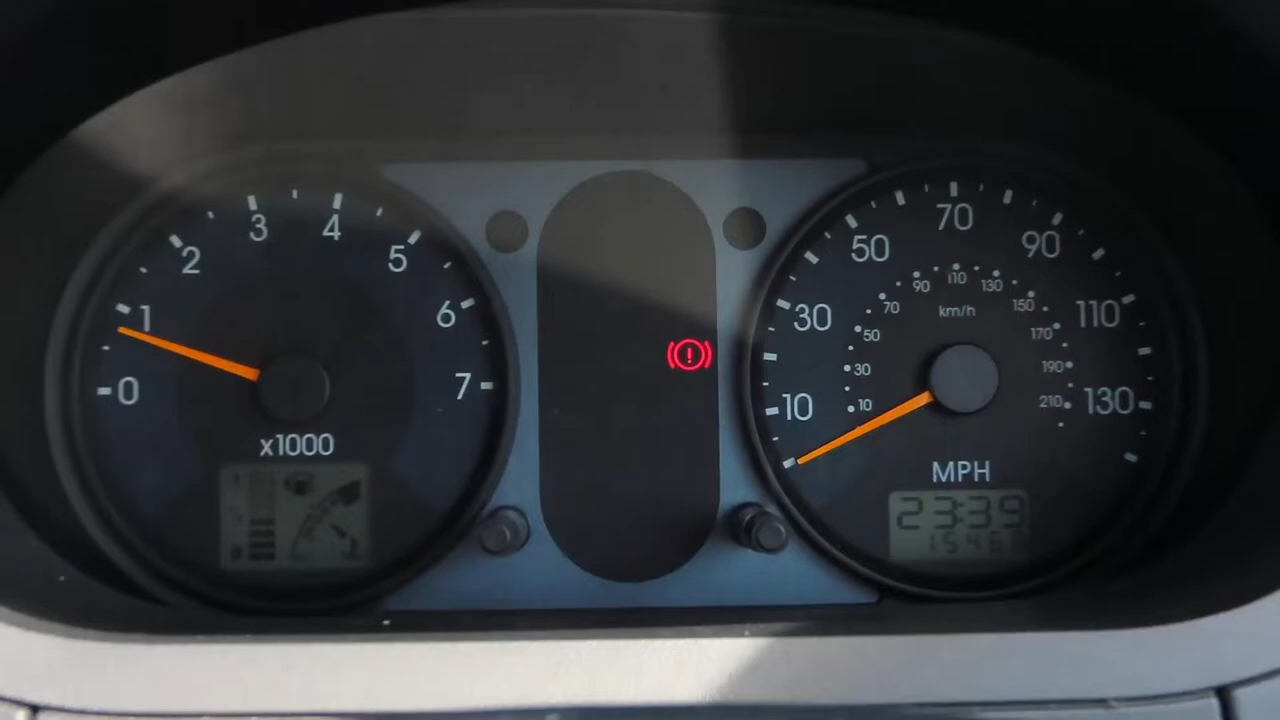 0 1 2 3 4 5 6 7
x1000
10 30 50 70 90 110 130
10 30 50 70 90 110 130 150 170 190 210
km/h
MPH
23:39